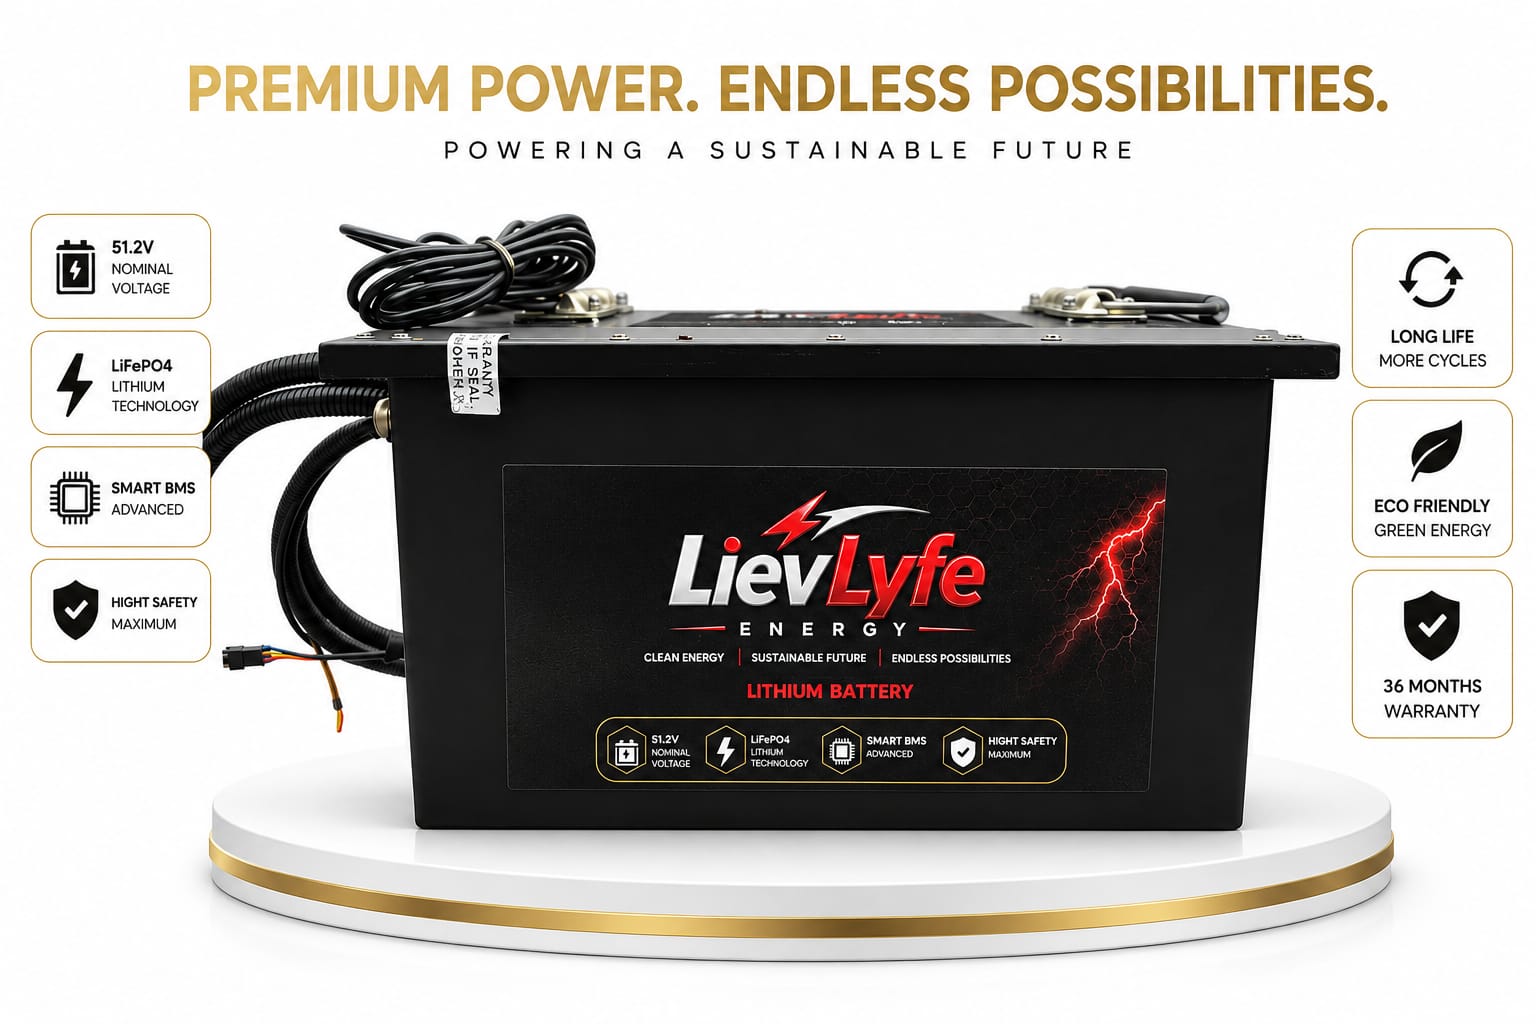 PREMIUM POWER. ENDLESS POSSIBILITIES.
POWERING A SUSTAINABLE FUTURE
51.2V
NOMINAL
VOLTAGE
LiFePO4
LITHIUM
TECHNOLOGY
SMART BMS
ADVANCED
HIGHT SAFETY
MAXIMUM
LONG LIFE
MORE CYCLES
ECO FRIENDLY
GREEN ENERGY
36 MONTHS
WARRANTY
IF SEAL
LievLyfe
ENERGY
CLEAN ENERGY | SUSTAINABLE FUTURE | ENDLESS POSSIBILITIES
LITHIUM BATTERY
51.2V
NOMINAL
VOLTAGE
LiFePO4
LITHIUM
TECHNOLOGY
SMART BMS
ADVANCED
HIGHT SAFETY
MAXIMUM